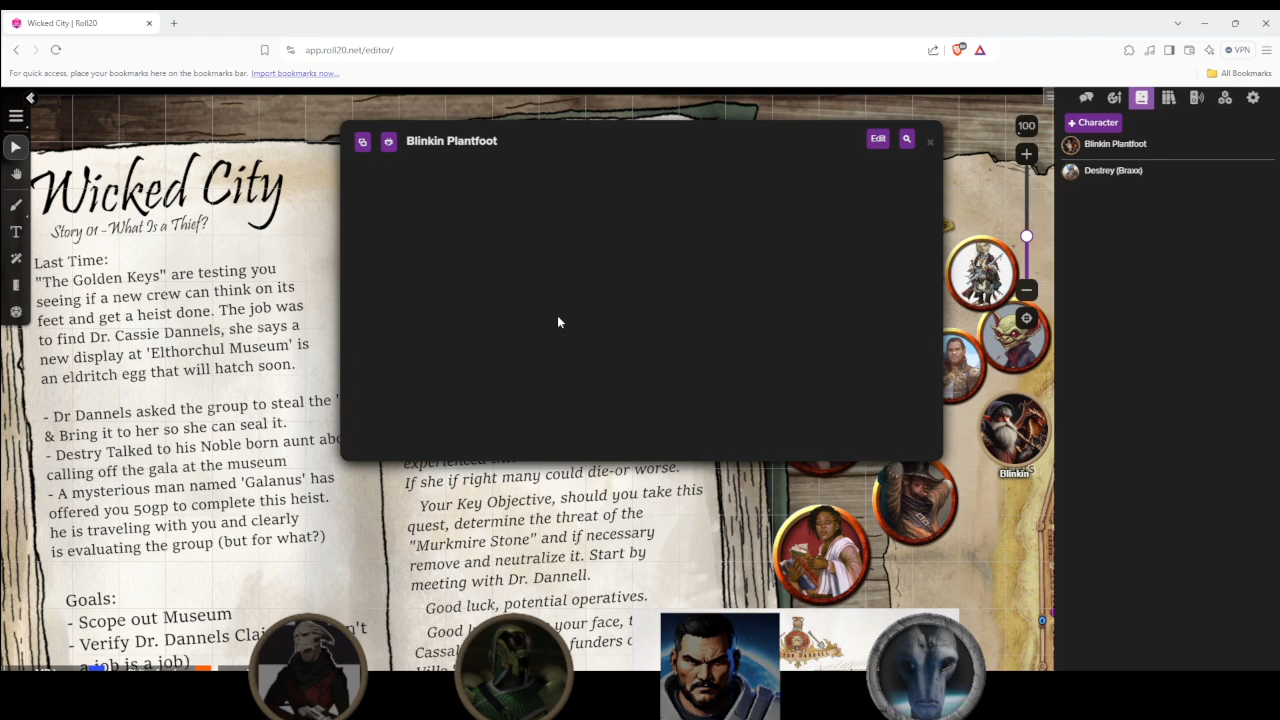 Wicked City | Roll20
app.roll20.net/editor/
VPN
For quick access, place your bookmarks here on the bookmarks bar. Import bookmarks now...
All Bookmarks
Wicked City
Story 01 - What Is a Thief?
Last Time:
"The Golden Keys" are testing you
seeing if a new crew can think on its
feet and get a heist done. The job was
to find Dr. Cassie Dannels, she says a
new display at 'Elthorchul Museum' is
an eldritch egg that will hatch soon.
- Dr Dannels asked the group to steal the '
& Bring it to her so she can seal it.
- Destry Talked to his Noble born aunt abo
calling off the gala at the museum
- A mysterious man named 'Galanus' has
offered you 50gp to complete this heist.
he is traveling with you and clearly
is evaluating the group (but for what?)
Goals:
- Scope out Museum
- Verify Dr. Dannels
a job is a job)
Blinkin Plantfoot
Edit
experienced
If she if right many could die-or worse.
Your Key Objective, should you take this
quest, determine the threat of the
"Murkmire Stone" and if necessary
remove and neutralize it. Start by
meeting with Dr. Dannell.
Good luck, potential operatives.
Good your face,
funders
Blinkin
100
+ Character
Blinkin Plantfoot
Destrey (Braxx)